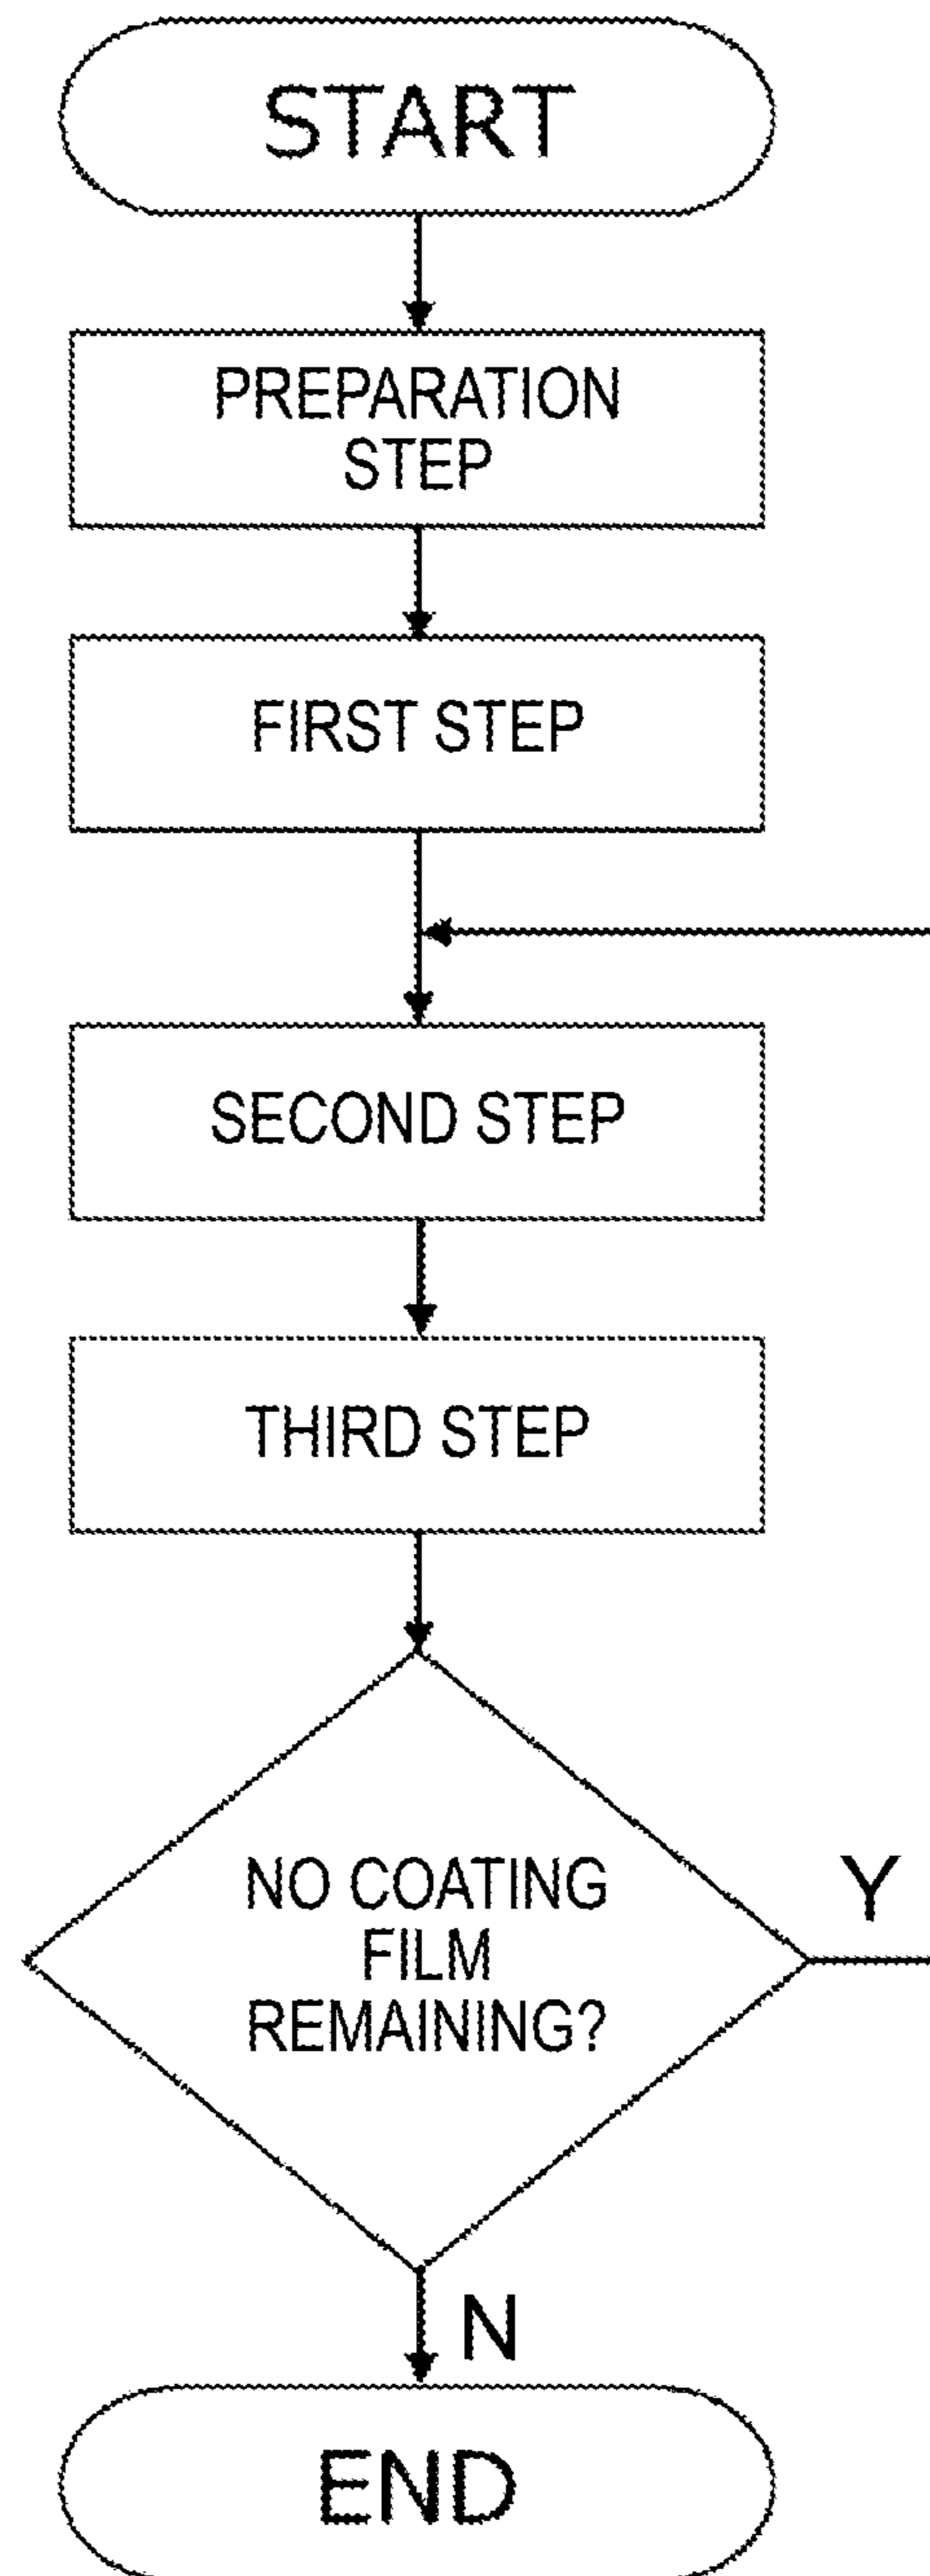 START
PREPARATION
STEP
FIRST STEP
SECOND STEP
THIRD STEP
NO COATING
FILM
REMAINING?
Y
N
END